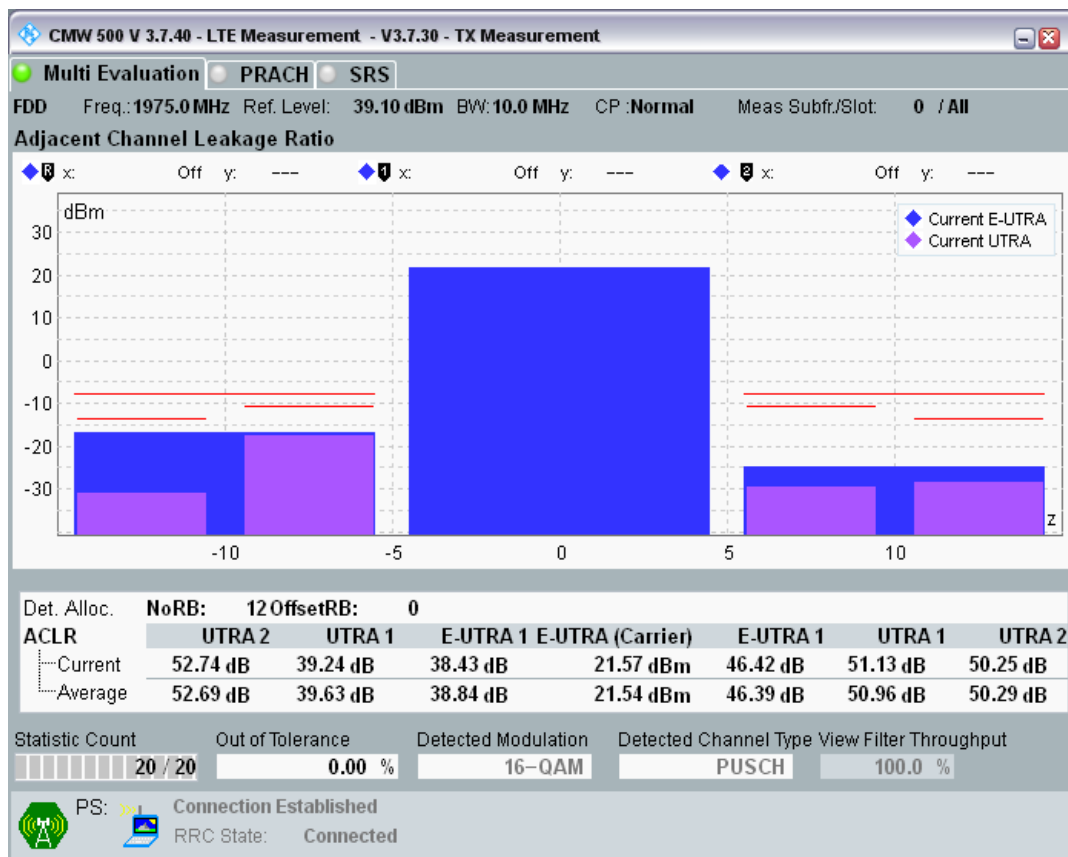 CMW 500 V 3.7.40 - LTE Measurement - V3.7.30 - TX Measurement
Multi Evaluation PRACH SRS
FDD Freq.:1975.0 MHz Ref. Level: 39.10 dBm BW:10.0 MHz CP :Normal Meas Subfr./Slot: 0 / All
Adjacent Channel Leakage Ratio
R x: Off y: --- 1 x: Off y: --- 2 x: Off y: ---
dBm
Current E-UTRA
Current UTRA
30
20
10
0
-10
-20
-30
z
-10 -5 0 5 10
Det. Alloc. NoRB: 12 OffsetRB: 0
ACLR UTRA 2 UTRA 1 E-UTRA 1 E-UTRA (Carrier) E-UTRA 1 UTRA 1 UTRA 2
Current 52.74 dB 39.24 dB 38.43 dB 21.57 dBm 46.42 dB 51.13 dB 50.25 dB
Average 52.69 dB 39.63 dB 38.84 dB 21.54 dBm 46.39 dB 50.96 dB 50.29 dB
Statistic Count Out of Tolerance Detected Modulation Detected Channel Type View Filter Throughput
20 / 20 0.00 % 16-QAM PUSCH 100.0 %
PS: Connection Established
RRC State: Connected